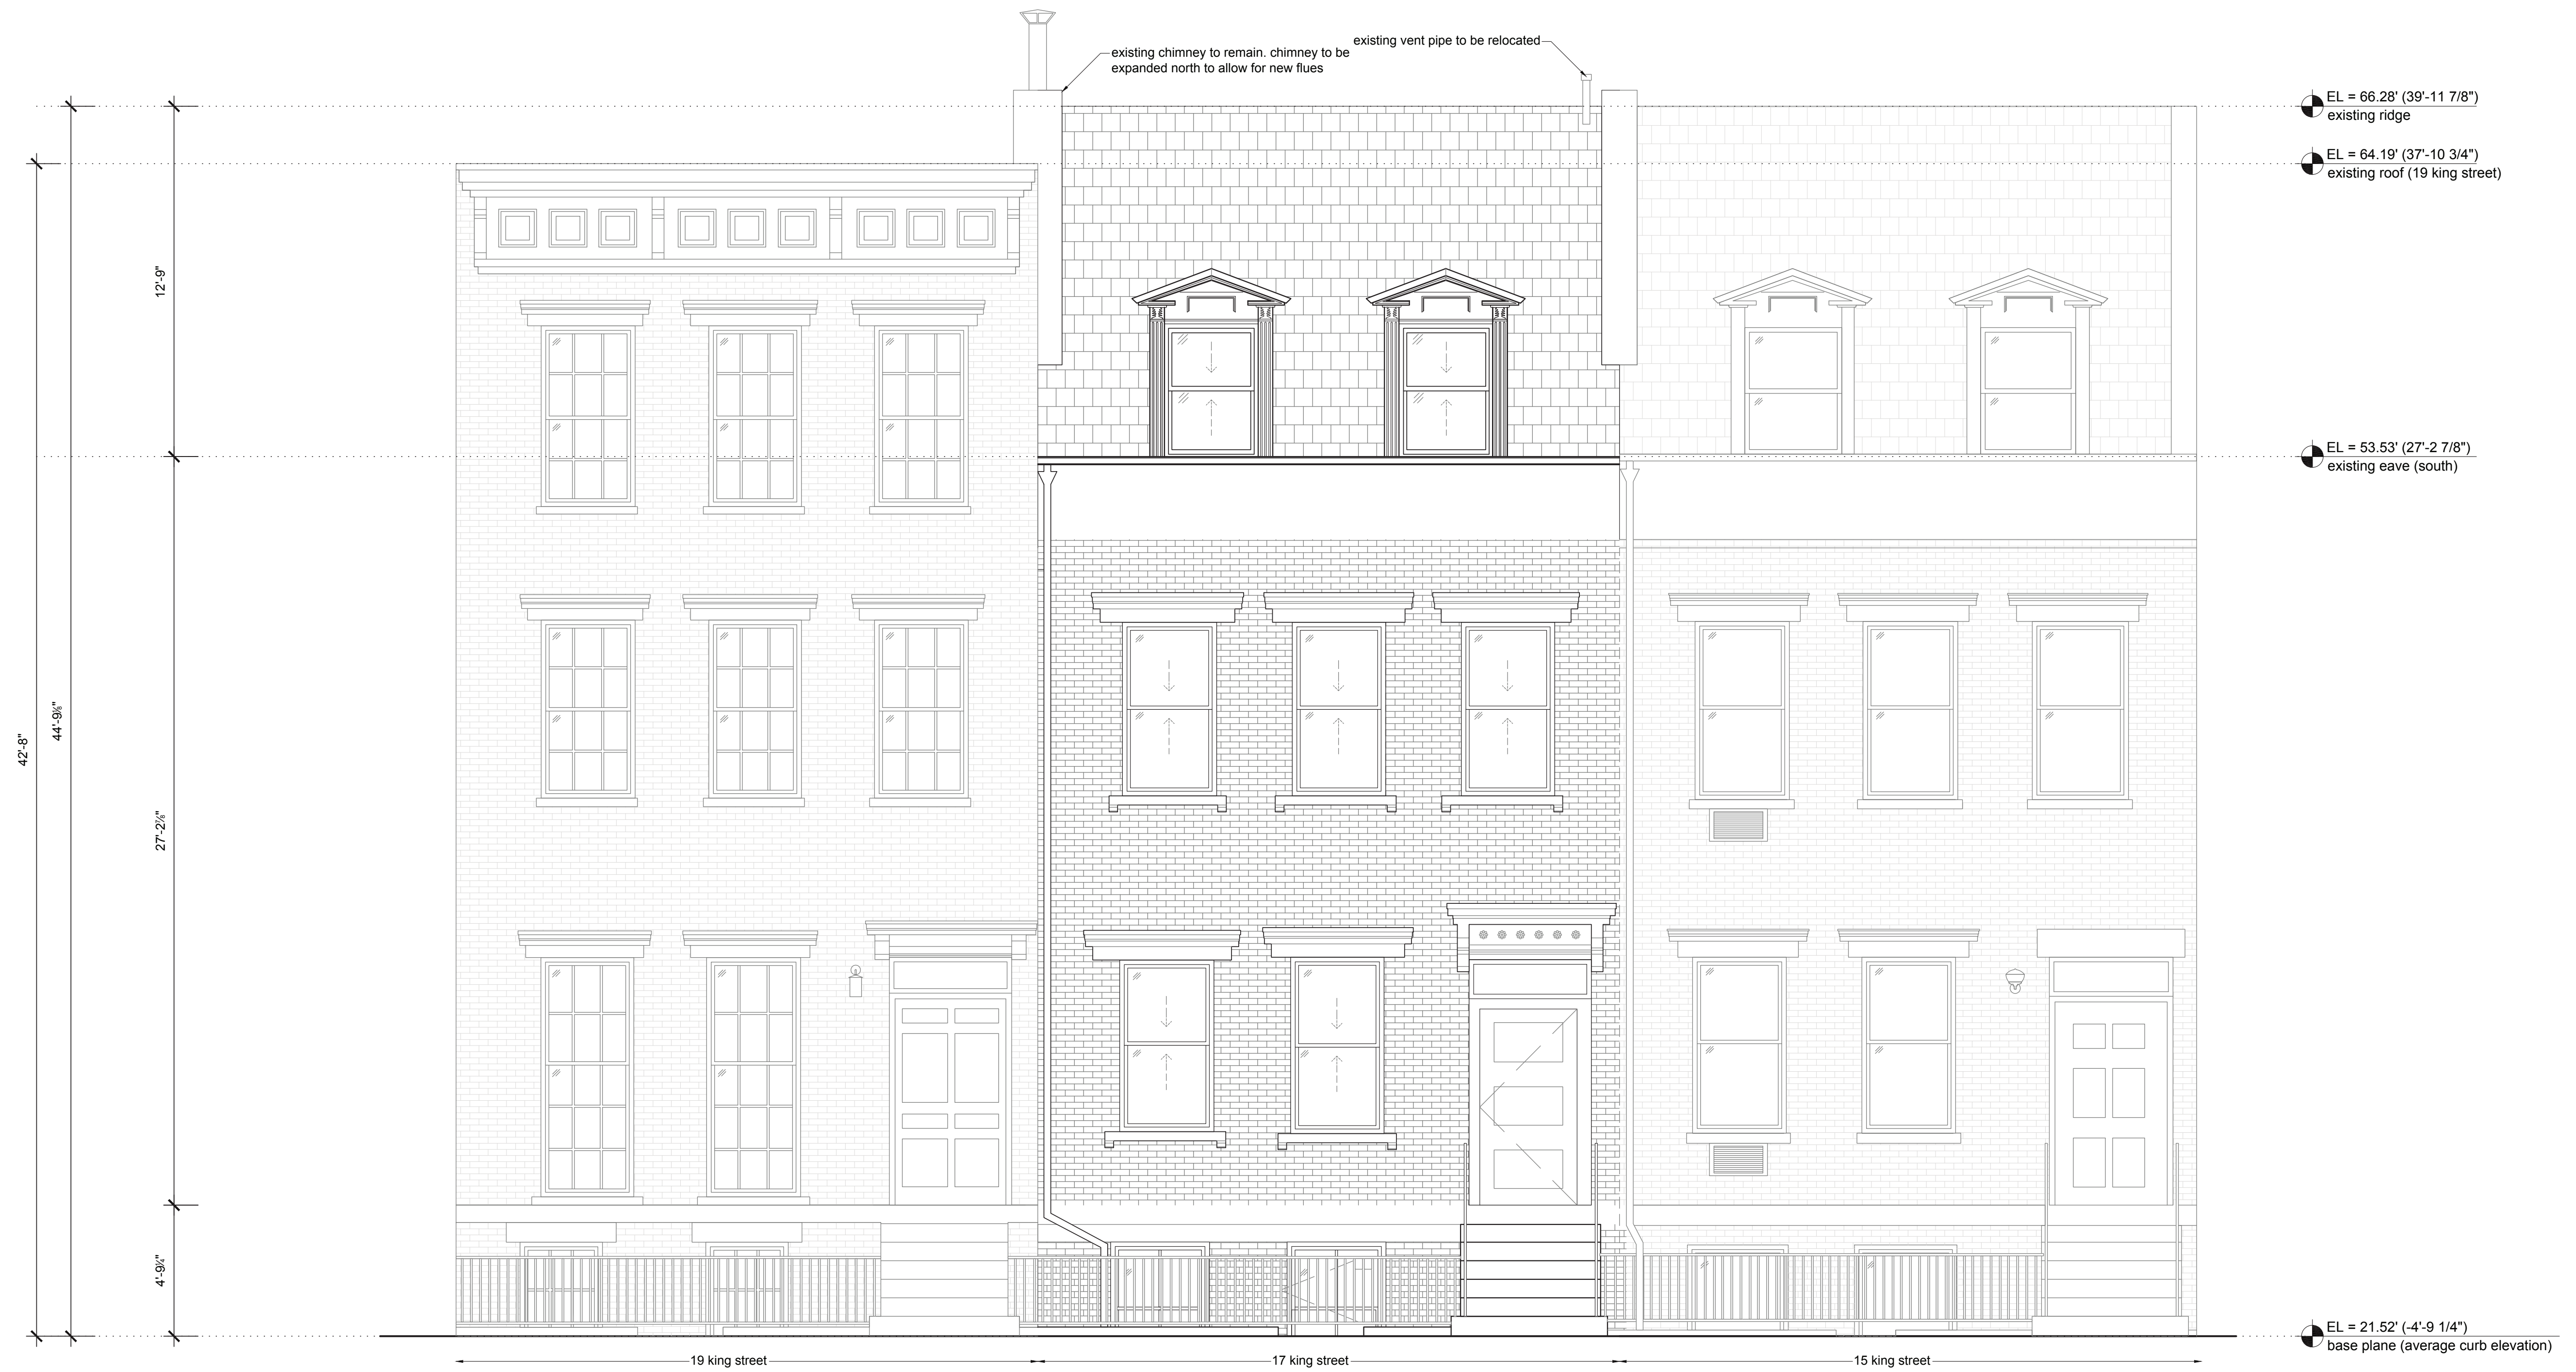 existing vent pipe to be relocated
existing chimney to remain. chimney to be
expanded north to allow for new flues
EL = 66.28' (39'-11 7/8")
existing ridge
EL = 64.19' (37'-10 3/4")
existing roof (19 king street)
12'-9"
EL = 53.53' (27'-2 7/8")
existing eave (south)
42'-8"
44'-9⅛"
27'-2⅞"
4'-9¼"
EL = 21.52' (-4'-9 1/4")
base plane (average curb elevation)
19 king street
17 king street
15 king street